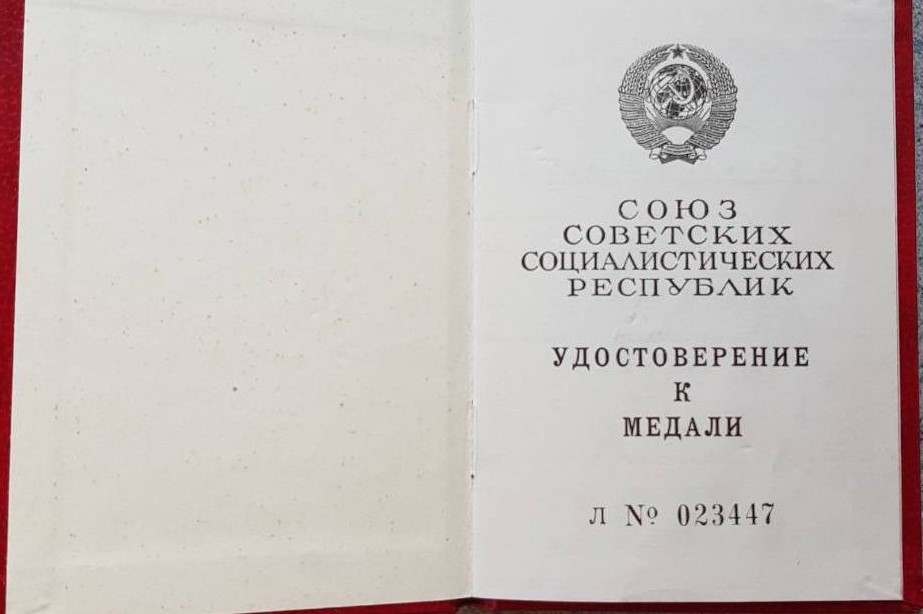 СОЮЗ
СОВЕТСКИХ
СОЦИАЛИСТИЧЕСКИХ
РЕСПУБЛИК
УДОСТОВЕРЕНИЕ
К
МЕДАЛИ
Л № 023447